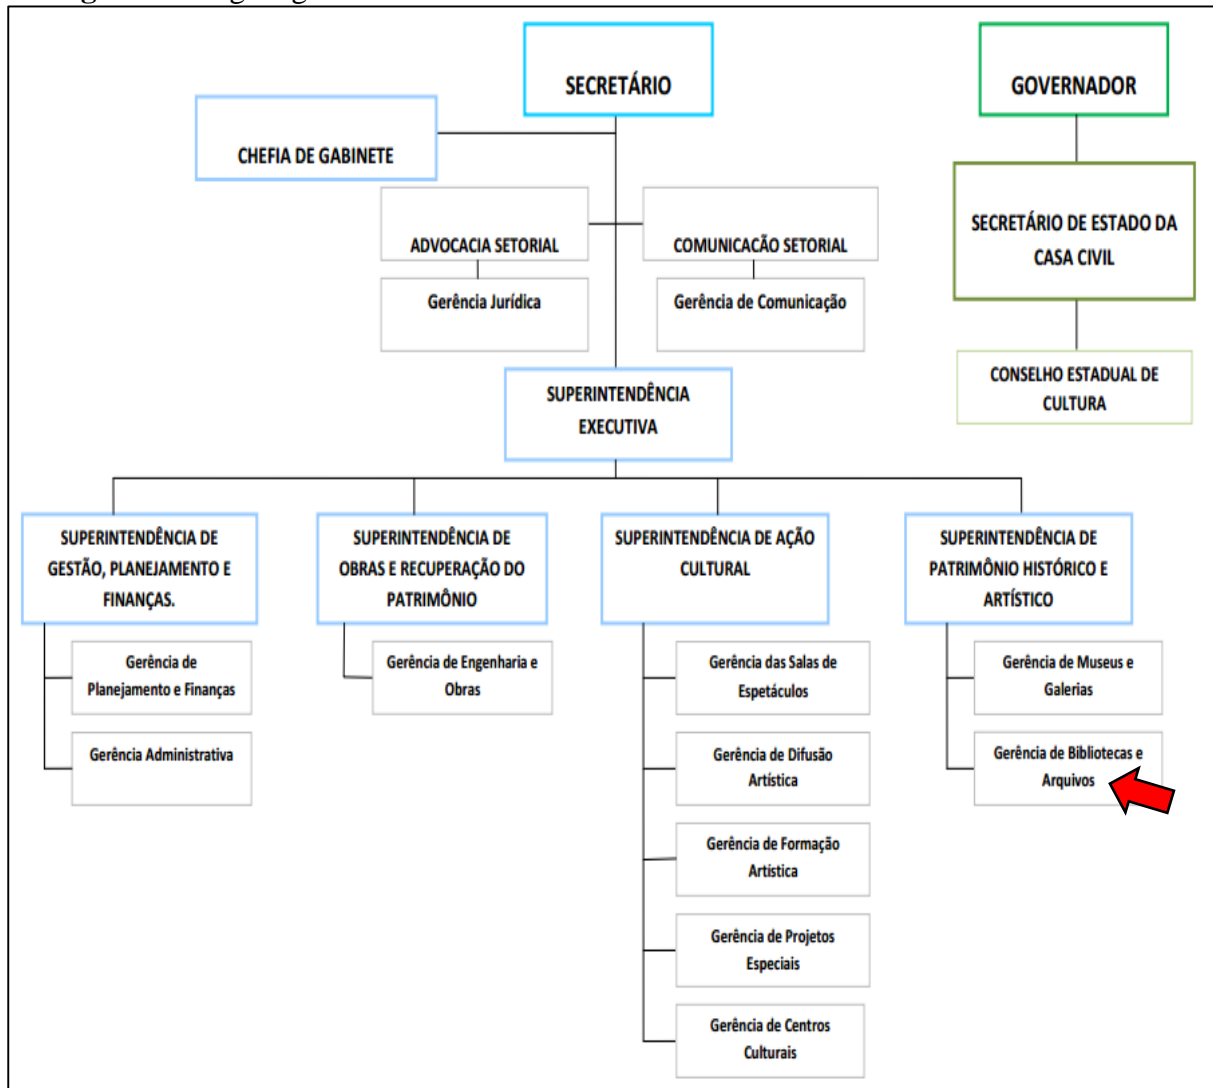 SECRETÁRIO
GOVERNADOR
CHEFIA DE GABINETE
ADVOCACIA SETORIAL
COMUNICACÃO SETORIAL
SECRETÁRIO DE ESTADO DA
CASA CIVIL
Gerência Jurídica
Gerência de Comunicação
CONSELHO ESTADUAL DE
CULTURA
SUPERINTENDÊNCIA
EXECUTIVA
SUPERINTENDÊNCIA DE
GESTÃO, PLANEJAMENTO E
FINANÇAS.
SUPERINTENDÊNCIA DE
OBRAS E RECUPERAÇÃO DO
PATRIMÔNIO
SUPERINTENDÊNCIA DE AÇÃO
CULTURAL
SUPERINTENDÊNCIA DE
PATRIMÔNIO HISTÓRICO E
ARTÍSTICO
Gerência de
Planejamento e Finanças
Gerência Administrativa
Gerência de Engenharia e
Obras
Gerência das Salas de
Espetáculos
Gerência de Difusão
Artística
Gerência de Formação
Artística
Gerência de Projetos
Especiais
Gerência de Centros
Culturais
Gerência de Museus e
Galerias
Gerência de Bibliotecas e
Arquivos